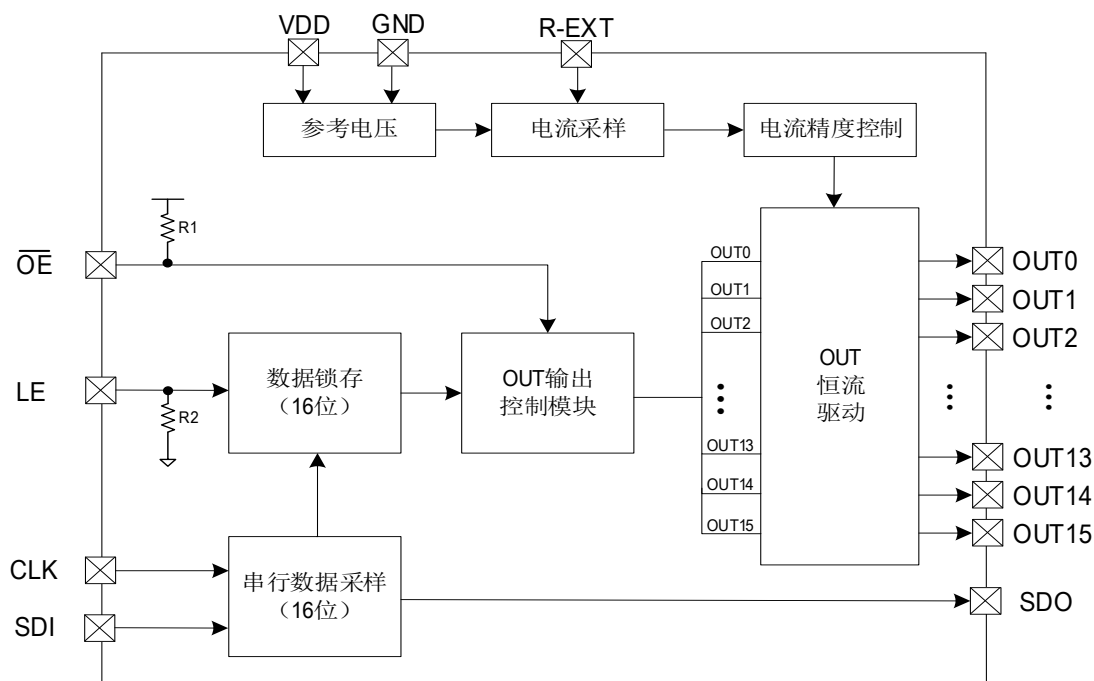 VDD
GND
R-EXT
参考电压
电流采样
电流精度控制
R1
OE
OUT0
OUT1
OUT2
OUT0
OUT1
OUT2
LE
R2
数据锁存
(16位)
OUT输出
控制模块
OUT
恒流
驱动
OUT13
OUT14
OUT15
OUT13
OUT14
OUT15
CLK
SDI
串行数据采样
(16位)
SDO